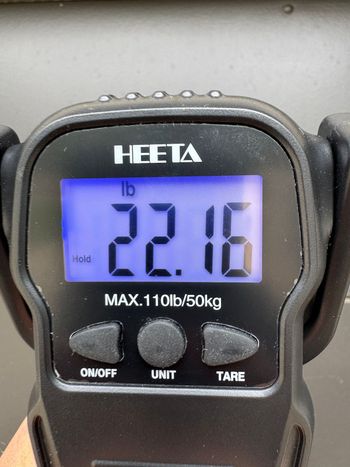 HEETA
lb
22.16
Hold
MAX.110lb/50kg
ON/OFF UNIT TARE